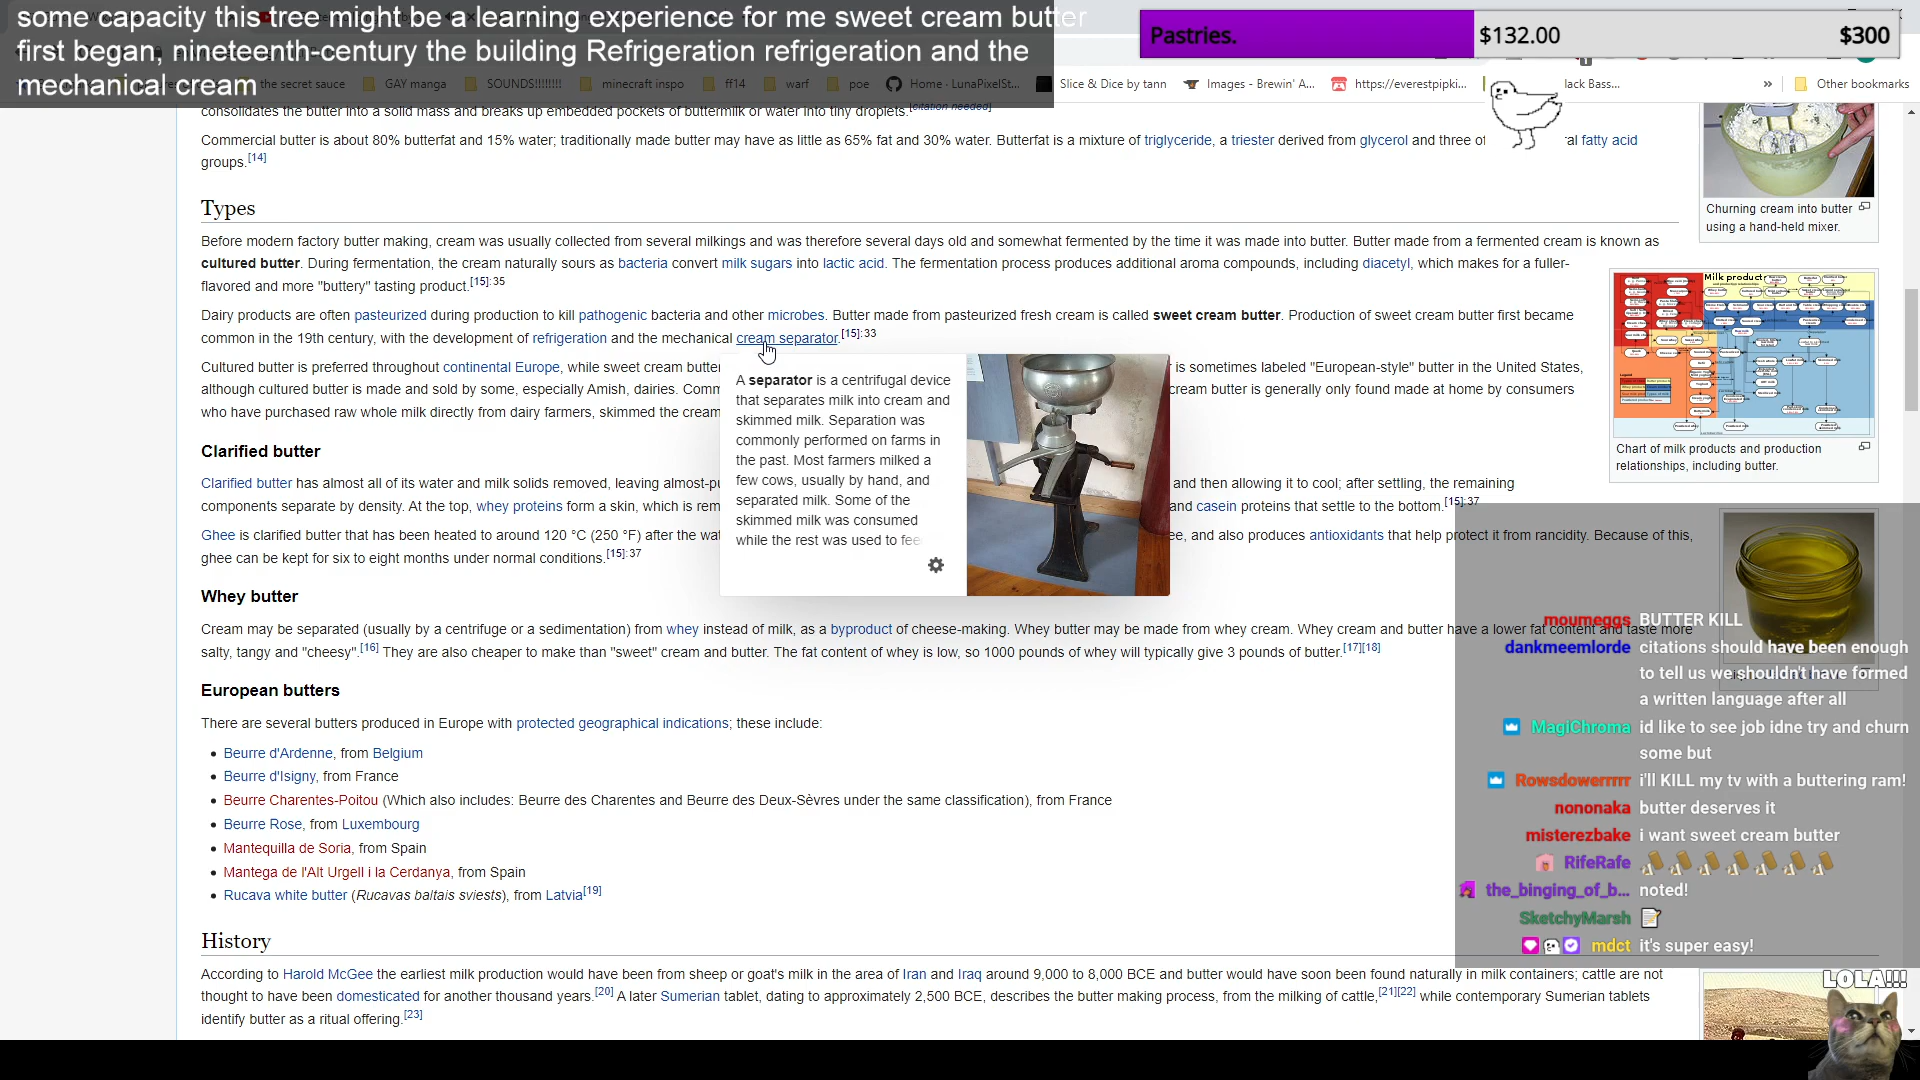 some capacity this tree might be a learning experience for me sweet cream butter
first began, nineteenth-century the building Refrigeration refrigeration and the
mechanical cream
Pastries.
$132.00
$300
the secret sauce
GAY manga
SOUNDS!!!!!!!!
minecraft inspo
ff14
warf
poe
Home · LunaPixelSt...
Slice & Dice by tann
Images - Brewin' A...
https://everestpipki...
lack Bass...
»
Other bookmarks
consolidates the butter into a solid mass and breaks up embedded pockets of buttermilk or water into tiny droplets.[citation needed]
Commercial butter is about 80% butterfat and 15% water; traditionally made butter may have as little as 65% fat and 30% water. Butterfat is a mixture of triglyceride, a triester derived from glycerol and three of al fatty acid
groups.[14]
Churning cream into butter
using a hand-held mixer.
Types
Before modern factory butter making, cream was usually collected from several milkings and was therefore several days old and somewhat fermented by the time it was made into butter. Butter made from a fermented cream is known as
cultured butter. During fermentation, the cream naturally sours as bacteria convert milk sugars into lactic acid. The fermentation process produces additional aroma compounds, including diacetyl, which makes for a fuller-
flavored and more "buttery" tasting product.[15]:35
Dairy products are often pasteurized during production to kill pathogenic bacteria and other microbes. Butter made from pasteurized fresh cream is called sweet cream butter. Production of sweet cream butter first became
common in the 19th century, with the development of refrigeration and the mechanical cream separator.[15]:33
Cultured butter is preferred throughout continental Europe, while sweet cream butter
is sometimes labeled "European-style" butter in the United States,
although cultured butter is made and sold by some, especially Amish, dairies. Comm
cream butter is generally only found made at home by consumers
who have purchased raw whole milk directly from dairy farmers, skimmed the cream
A separator is a centrifugal device
that separates milk into cream and
skimmed milk. Separation was
commonly performed on farms in
the past. Most farmers milked a
few cows, usually by hand, and
separated milk. Some of the
skimmed milk was consumed
while the rest was used to fee
Milk product
Chart of milk products and production
relationships, including butter.
Clarified butter
Clarified butter has almost all of its water and milk solids removed, leaving almost-pu
and then allowing it to cool; after settling, the remaining
components separate by density. At the top, whey proteins form a skin, which is rem
and casein proteins that settle to the bottom.[15]:37
Ghee is clarified butter that has been heated to around 120 °C (250 °F) after the wat
ee, and also produces antioxidants that help protect it from rancidity. Because of this,
ghee can be kept for six to eight months under normal conditions.[15]:37
Whey butter
Cream may be separated (usually by a centrifuge or a sedimentation) from whey instead of milk, as a byproduct of cheese-making. Whey butter may be made from whey cream. Whey cream and butter have a lower fat content and taste more
salty, tangy and "cheesy".[16] They are also cheaper to make than "sweet" cream and butter. The fat content of whey is low, so 1000 pounds of whey will typically give 3 pounds of butter.[17][18]
European butters
There are several butters produced in Europe with protected geographical indications; these include:
Beurre d'Ardenne, from Belgium
Beurre d'Isigny, from France
Beurre Charentes-Poitou (Which also includes: Beurre des Charentes and Beurre des Deux-Sèvres under the same classification), from France
Beurre Rose, from Luxembourg
Mantequilla de Soria, from Spain
Mantega de l'Alt Urgell i la Cerdanya, from Spain
Rucava white butter (Rucavas baltais sviests), from Latvia[19]
History
According to Harold McGee the earliest milk production would have been from sheep or goat's milk in the area of Iran and Iraq around 9,000 to 8,000 BCE and butter would have soon been found naturally in milk containers; cattle are not
thought to have been domesticated for another thousand years.[20] A later Sumerian tablet, dating to approximately 2,500 BCE, describes the butter making process, from the milking of cattle,[21][22] while contemporary Sumerian tablets
identify butter as a ritual offering.[23]
moumeggs BUTTER KILL
dankmeemlorde citations should have been enough
to tell us we shouldn't have formed
a written language after all
MagiChroma id like to see job idne try and churn
some but
Rowsdowerrrrr i'll KILL my tv with a buttering ram!
nononaka butter deserves it
misterezbake i want sweet cream butter
RifeRafe
the_binging_of_b... noted!
SketchyMarsh
mdct it's super easy!
LOLA!!!